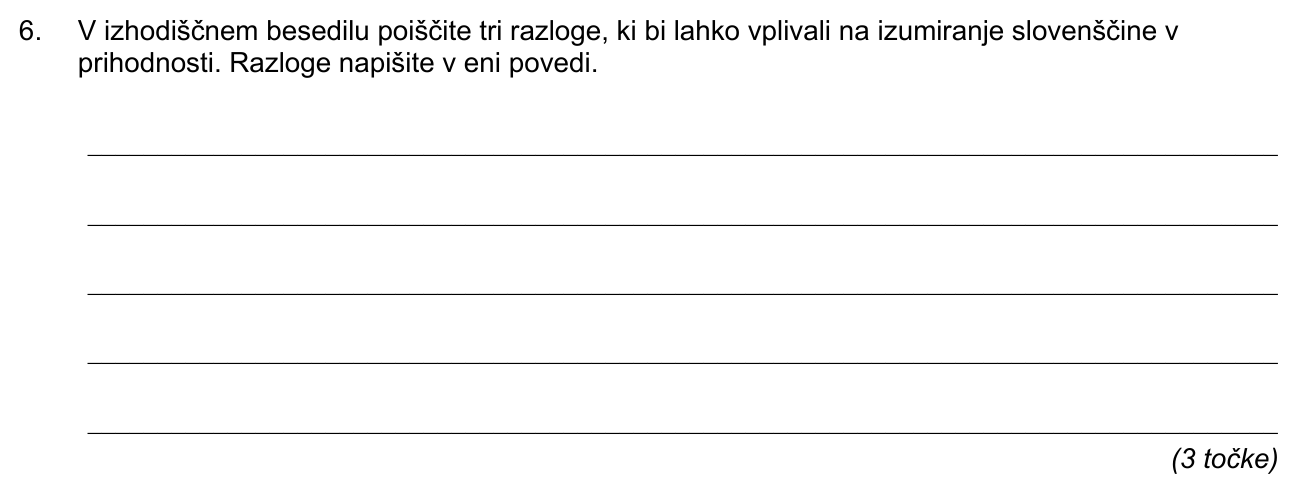 6. V izhodiščnem besedilu poiščite tri razloge, ki bi lahko vplivali na izumiranje slovenščine v
prihodnosti. Razloge napišite v eni povedi.
(3 točke)